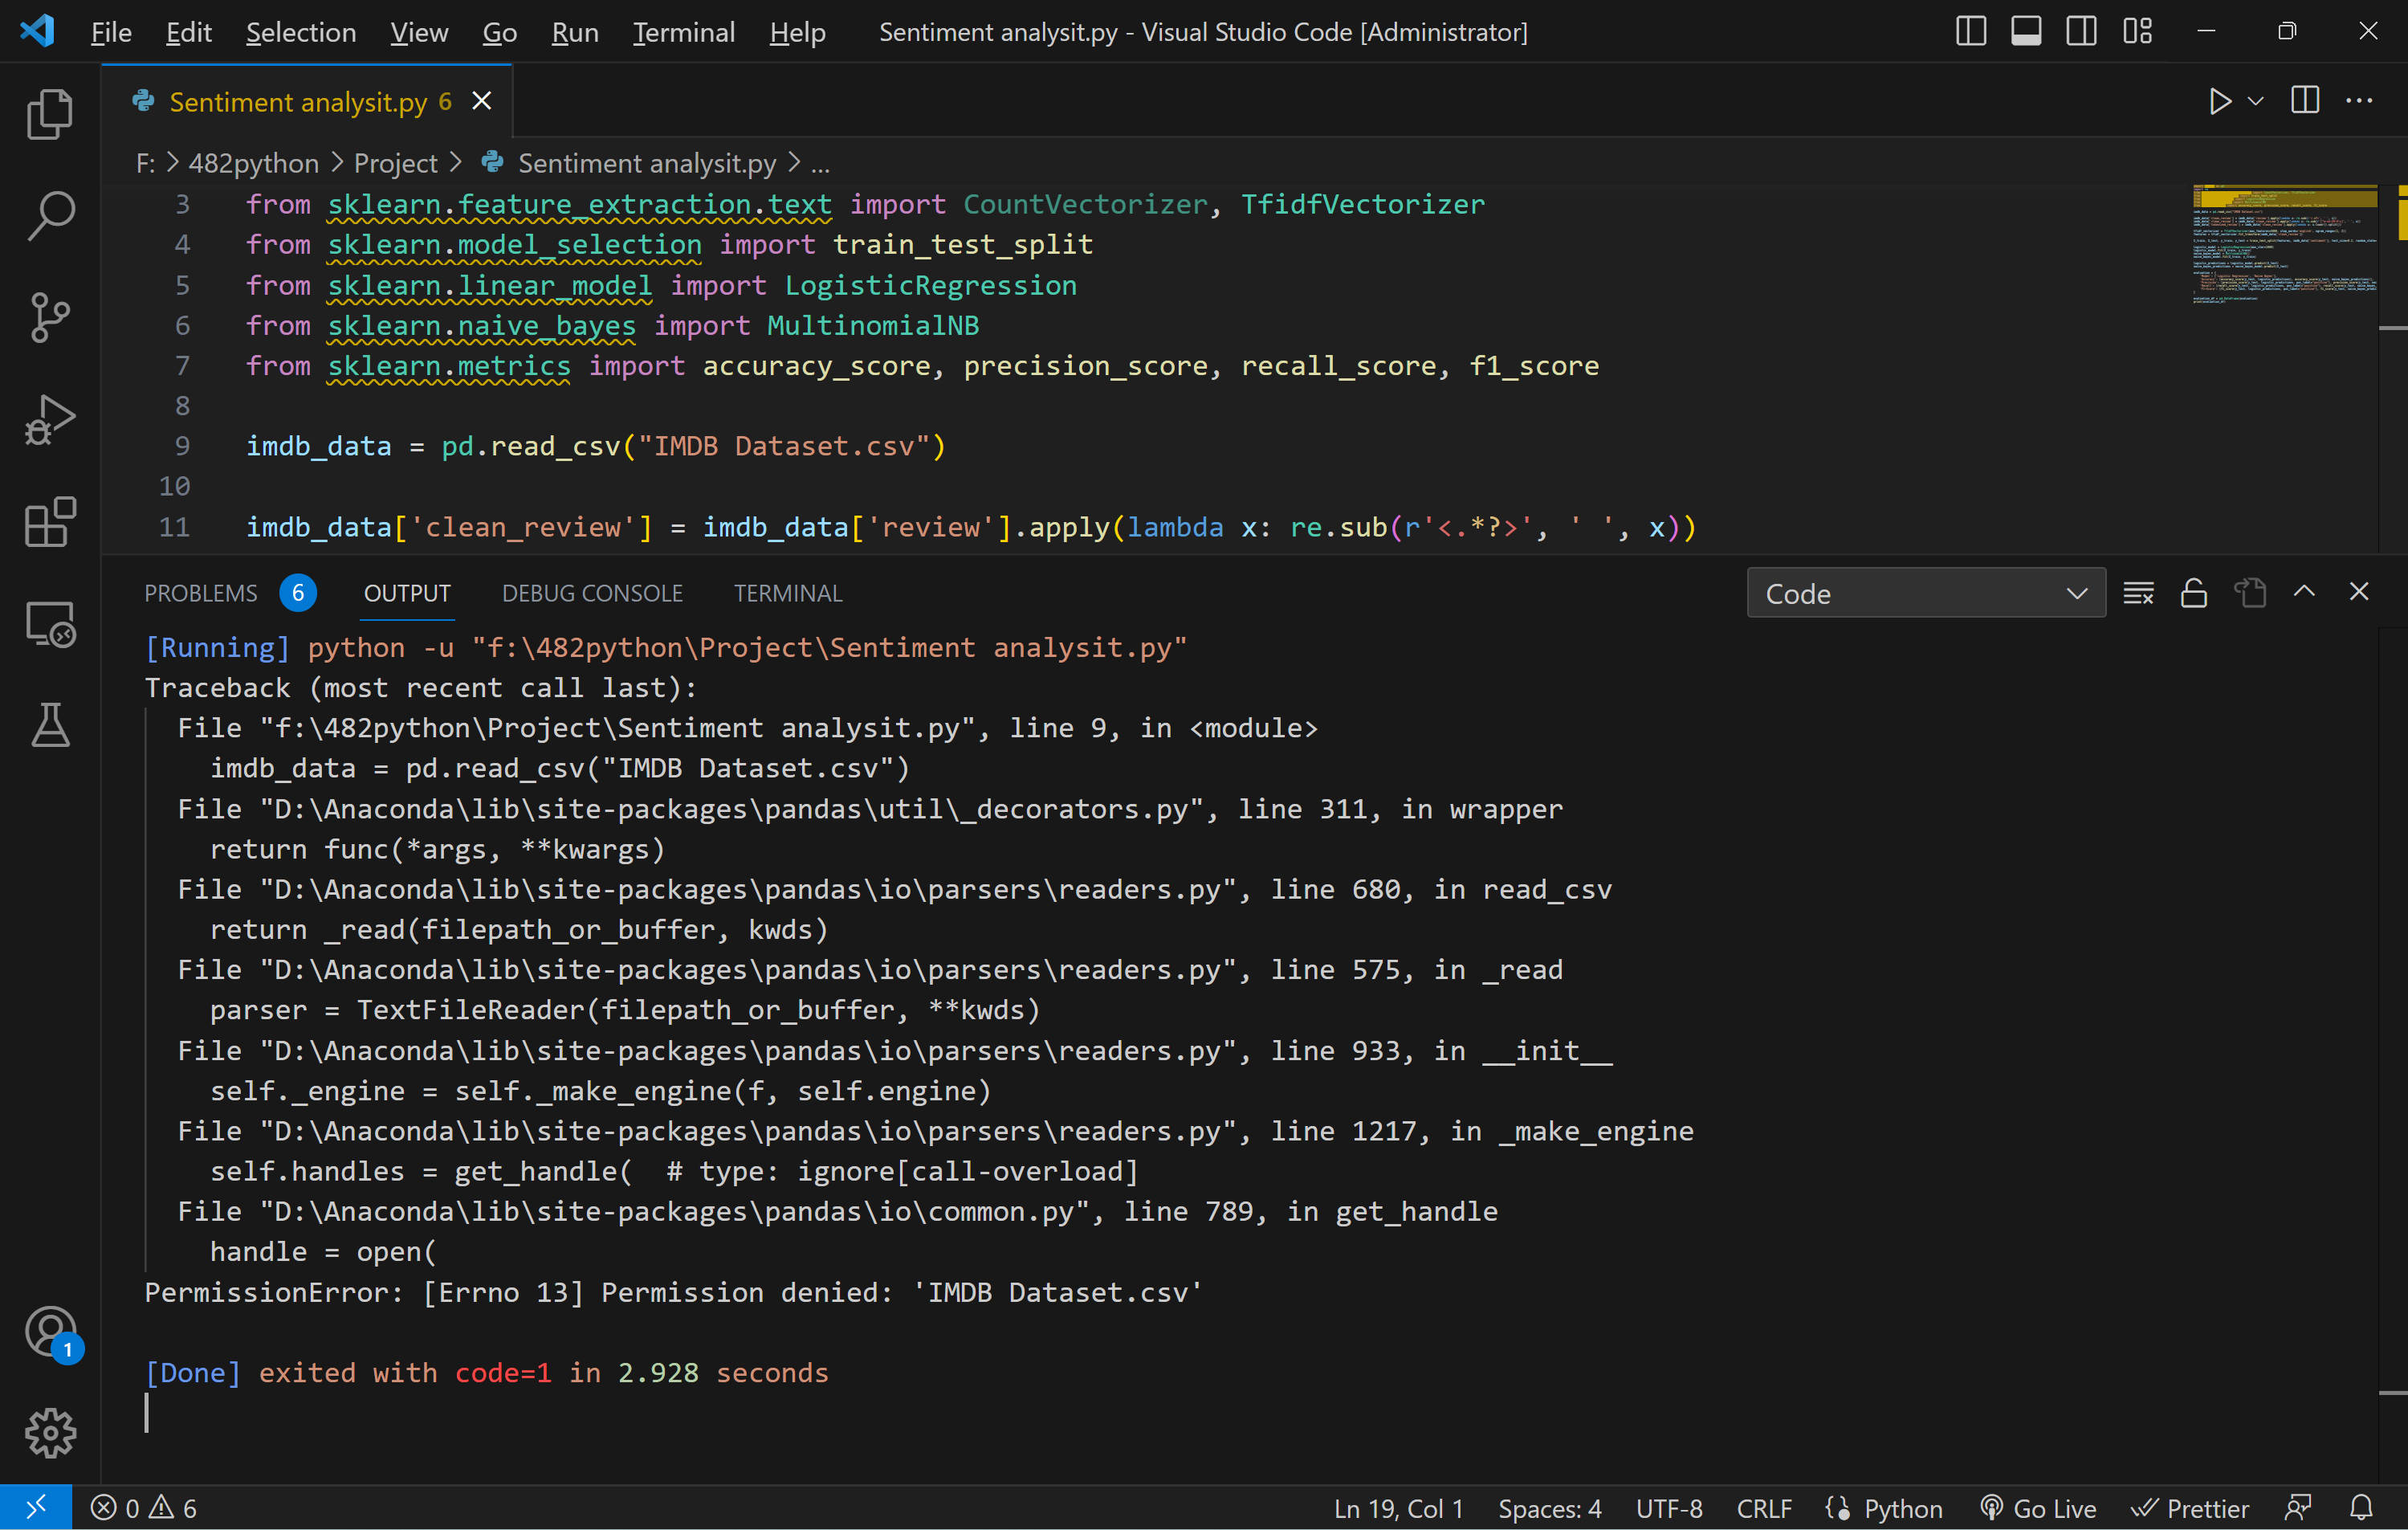 File Edit Selection View Go Run Terminal Help Sentiment analysit.py - Visual Studio Code [Administrator]
Sentiment analysit.py 6
F: > 482python > Project > Sentiment analysit.py > ...
3 from sklearn.feature_extraction.text import CountVectorizer, TfidfVectorizer
4 from sklearn.model_selection import train_test_split
5 from sklearn.linear_model import LogisticRegression
6 from sklearn.naive_bayes import MultinomialNB
7 from sklearn.metrics import accuracy_score, precision_score, recall_score, f1_score
8
9 imdb_data = pd.read_csv("IMDB Dataset.csv")
10
11 imdb_data['clean_review'] = imdb_data['review'].apply(lambda x: re.sub(r'<.*?>', ' ', x))
PROBLEMS 6 OUTPUT DEBUG CONSOLE TERMINAL Code
[Running] python -u "f:\482python\Project\Sentiment analysit.py"
Traceback (most recent call last):
File "f:\482python\Project\Sentiment analysit.py", line 9, in <module>
imdb_data = pd.read_csv("IMDB Dataset.csv")
File "D:\Anaconda\lib\site-packages\pandas\util\_decorators.py", line 311, in wrapper
return func(*args, **kwargs)
File "D:\Anaconda\lib\site-packages\pandas\io\parsers\readers.py", line 680, in read_csv
return _read(filepath_or_buffer, kwds)
File "D:\Anaconda\lib\site-packages\pandas\io\parsers\readers.py", line 575, in _read
parser = TextFileReader(filepath_or_buffer, **kwds)
File "D:\Anaconda\lib\site-packages\pandas\io\parsers\readers.py", line 933, in __init__
self._engine = self._make_engine(f, self.engine)
File "D:\Anaconda\lib\site-packages\pandas\io\parsers\readers.py", line 1217, in _make_engine
self.handles = get_handle(  # type: ignore[call-overload]
File "D:\Anaconda\lib\site-packages\pandas\io\common.py", line 789, in get_handle
handle = open(
PermissionError: [Errno 13] Permission denied: 'IMDB Dataset.csv'
[Done] exited with code=1 in 2.928 seconds
1
0 6 Ln 19, Col 1 Spaces: 4 UTF-8 CRLF Python Go Live Prettier